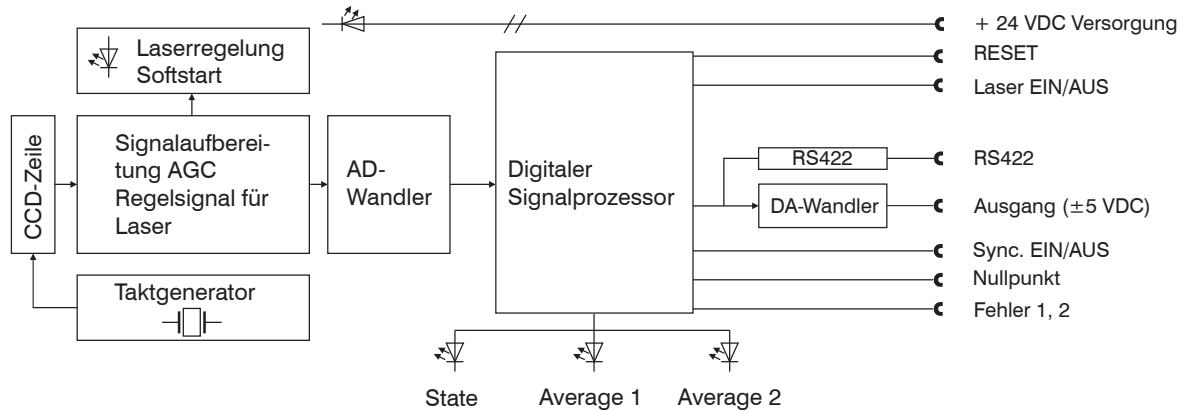 + 24 VDC Versorgung
Laserregelung
Softstart
RESET
Laser EIN/AUS
CCD-Zeile
Signalaufberei-
tung AGC
Regelsignal für
Laser
AD-
Wandler
Digitaler
Signalprozessor
RS422
RS422
DA-Wandler
Ausgang (±5 VDC)
Sync. EIN/AUS
Nullpunkt
Fehler 1, 2
Taktgenerator
State
Average 1
Average 2